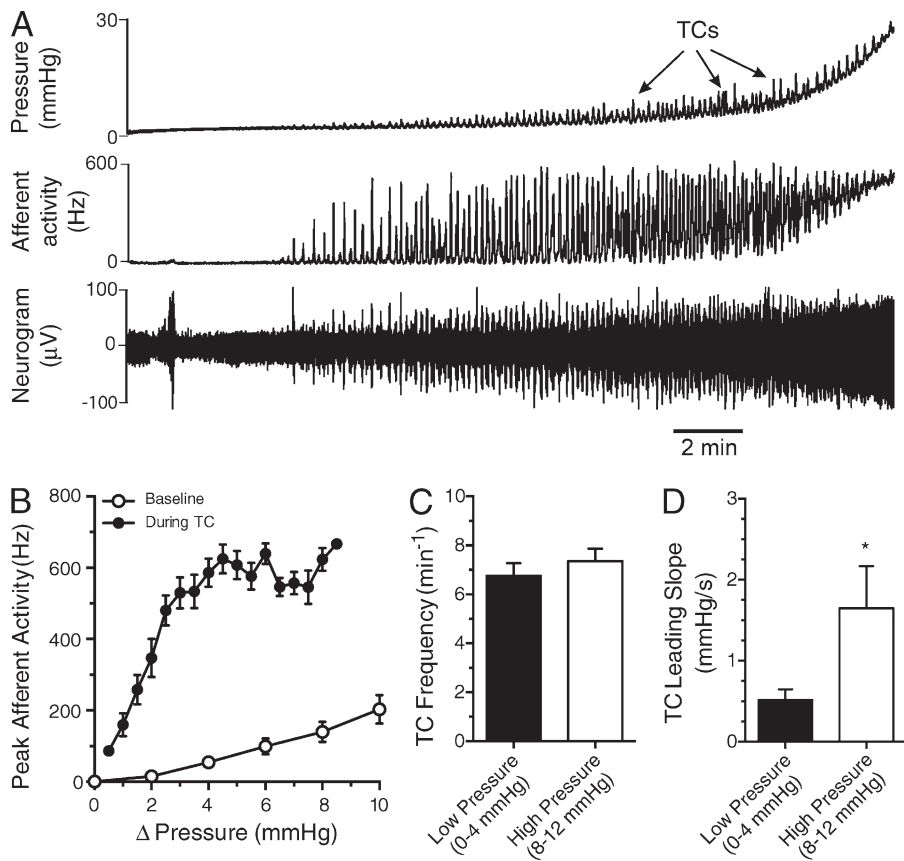 A
Pressure
(mmHg)
30
0
TCs
Afferent
activity
(Hz)
600
0
Neurogram
(µV)
100
0
-100
2 min
B
Peak Afferent Activity (Hz)
800
600
400
200
0
Baseline
During TC
0 2 4 6 8 10
Δ Pressure (mmHg)
C
TC Frequency (min-1)
10
8
6
4
2
0
Low Pressure
(0-4 mmHg)
High Pressure
(8-12 mmHg)
D
TC Leading Slope
(mmHg/s)
3
2
1
0
*
Low Pressure
(0-4 mmHg)
High Pressure
(8-12 mmHg)